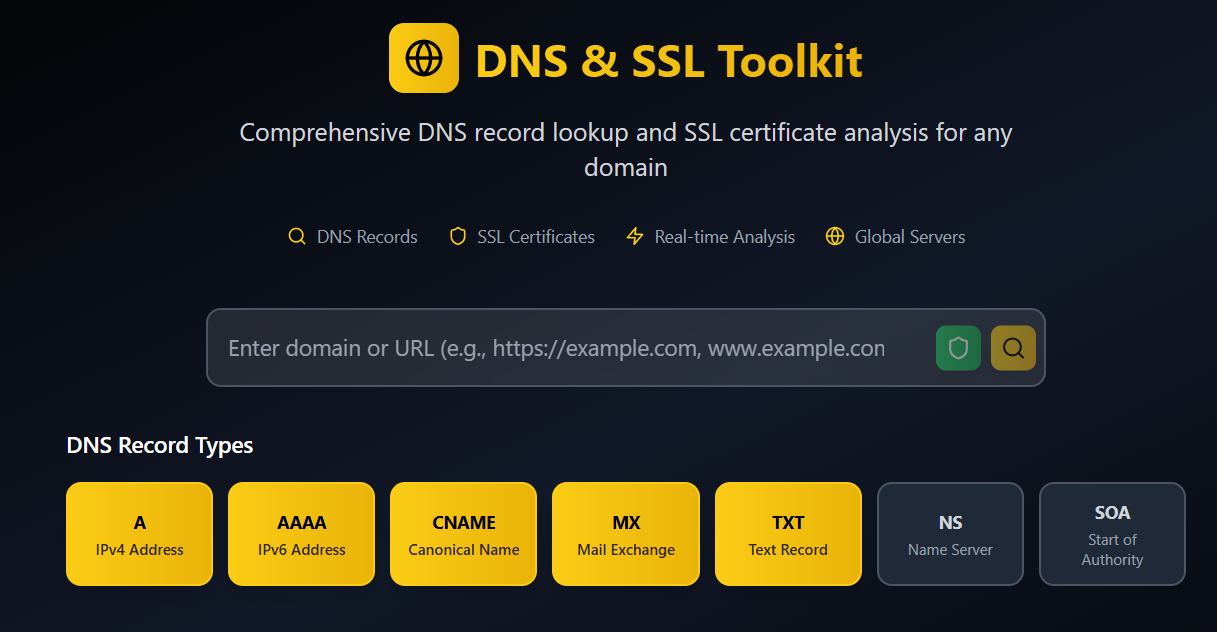 DNS & SSL Toolkit
Comprehensive DNS record lookup and SSL certificate analysis for any
domain
DNS Records
SSL Certificates
Real-time Analysis
Global Servers
Enter domain or URL (e.g., https://example.com, www.example.con
DNS Record Types
A
IPv4 Address
AAAA
IPv6 Address
CNAME
Canonical Name
MX
Mail Exchange
TXT
Text Record
NS
Name Server
SOA
Start of
Authority